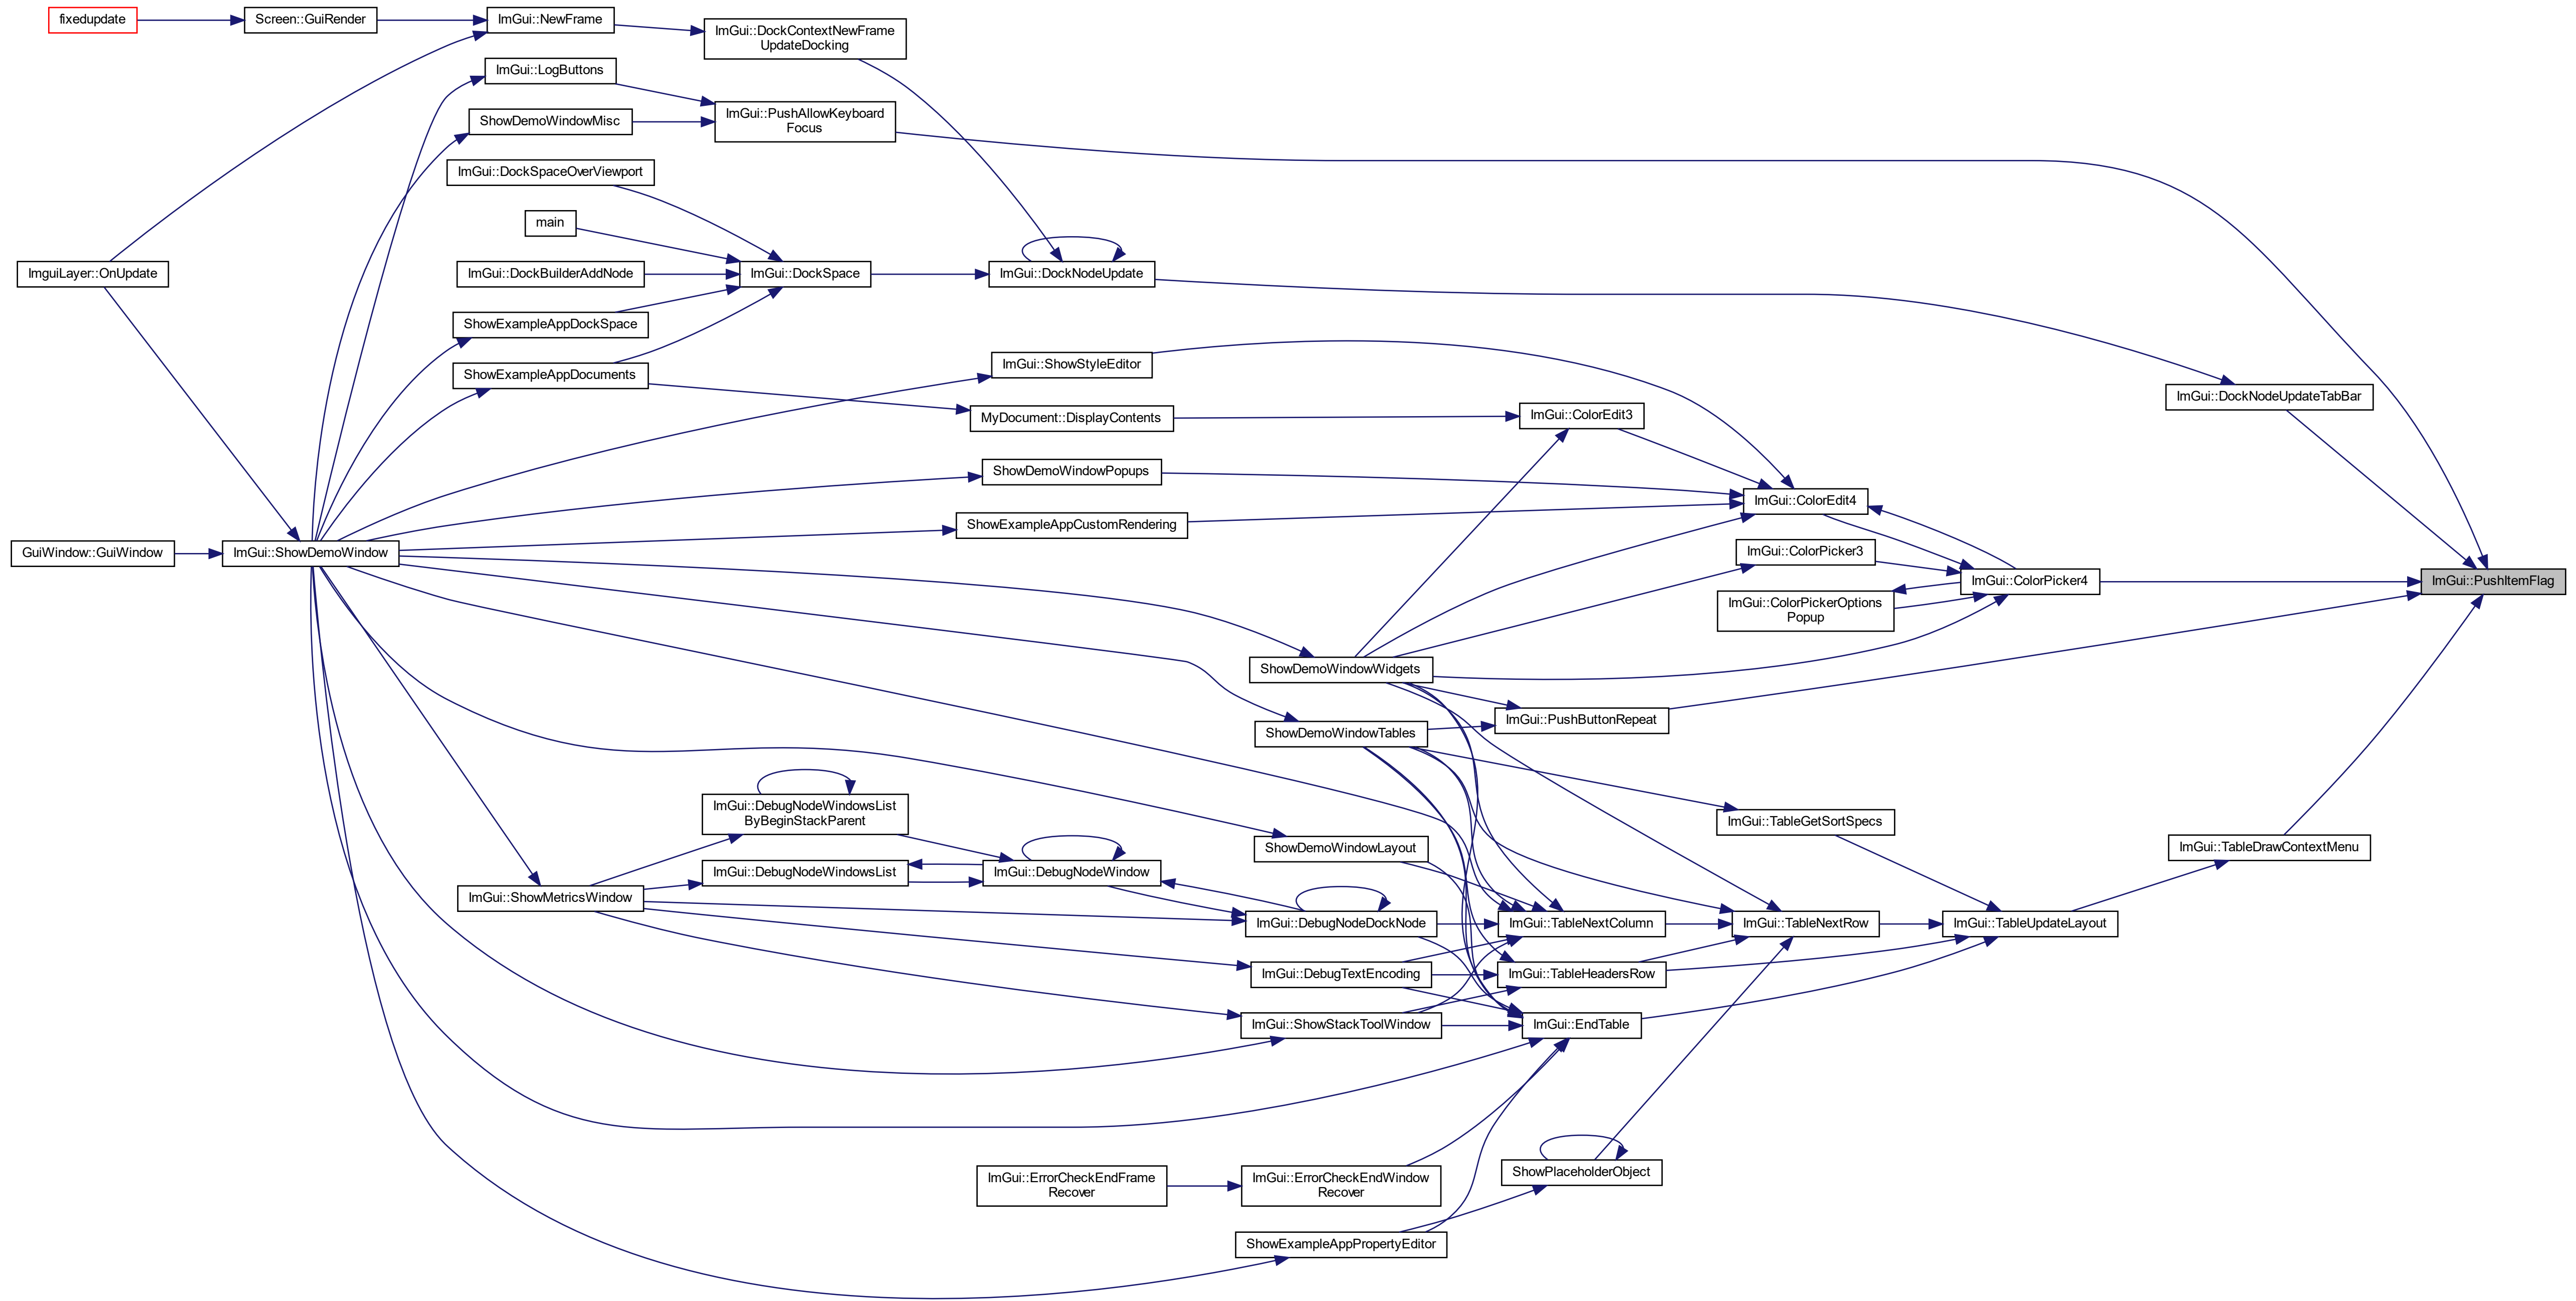 fixedupdate
Screen::GuiRender
ImGui::NewFrame
ImGui::DockContextNewFrame
UpdateDocking
ImGui::LogButtons
ShowDemoWindowMisc
ImGui::PushAllowKeyboard
Focus
ImGui::DockSpaceOverViewport
main
ImguiLayer::OnUpdate
ImGui::DockBuilderAddNode
ImGui::DockSpace
ImGui::DockNodeUpdate
ShowExampleAppDockSpace
ShowExampleAppDocuments
ImGui::ShowStyleEditor
ImGui::DockNodeUpdateTabBar
MyDocument::DisplayContents
ImGui::ColorEdit3
ShowDemoWindowPopups
ImGui::ColorEdit4
ShowExampleAppCustomRendering
GuiWindow::GuiWindow
ImGui::ShowDemoWindow
ImGui::ColorPicker3
ImGui::ColorPicker4
ImGui::PushItemFlag
ImGui::ColorPickerOptions
Popup
ShowDemoWindowWidgets
ImGui::PushButtonRepeat
ShowDemoWindowTables
ImGui::DebugNodeWindowsList
ByBeginStackParent
ImGui::TableGetSortSpecs
ShowDemoWindowLayout
ImGui::TableDrawContextMenu
ImGui::DebugNodeWindowsList
ImGui::DebugNodeWindow
ImGui::ShowMetricsWindow
ImGui::DebugNodeDockNode
ImGui::TableNextColumn
ImGui::TableNextRow
ImGui::TableUpdateLayout
ImGui::DebugTextEncoding
ImGui::TableHeadersRow
ImGui::ShowStackToolWindow
ImGui::EndTable
ImGui::ErrorCheckEndFrame
Recover
ImGui::ErrorCheckEndWindow
Recover
ShowPlaceholderObject
ShowExampleAppPropertyEditor